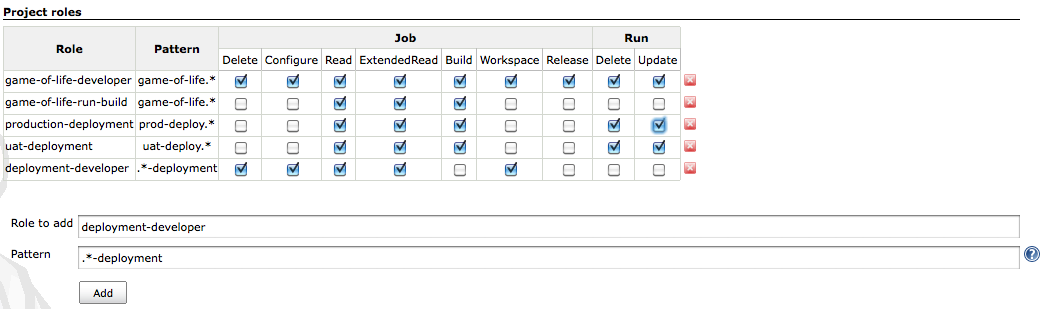 Project roles
Role Pattern Job Run
Delete Configure Read ExtendedRead Build Workspace Release Delete Update
game-of-life-developer game-of-life.*
game-of-life-run-build game-of-life.*
production-deployment prod-deploy.*
uat-deployment uat-deploy.*
deployment-developer .*-deployment
Role to add deployment-developer
Pattern .*-deployment ?
Add